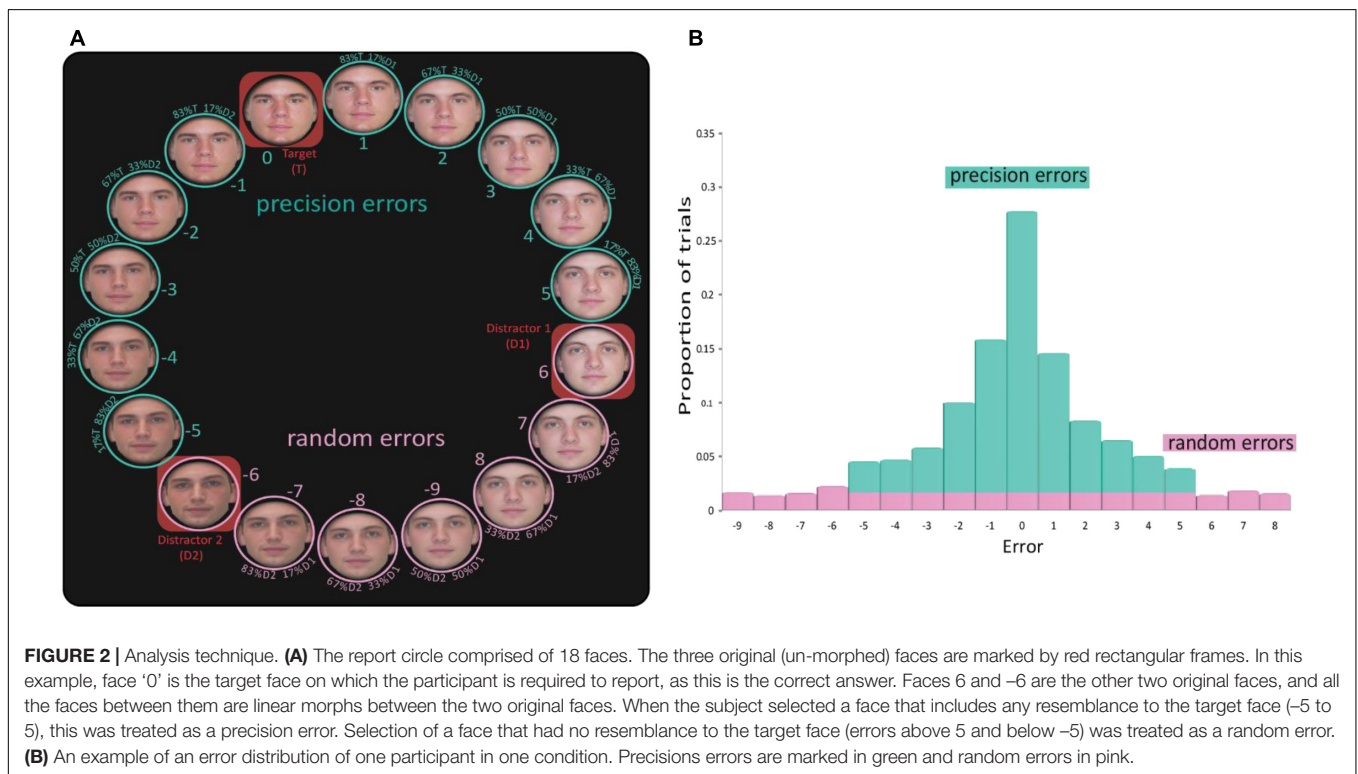 A
83%T 17%D1
67%T 33%D1
50%T 50%D1
33%T 67%D1
17%T 83%D1
83%T 17%D2
67%T 33%D2
50%T 50%D2
33%T 67%D2
17%T 83%D2
0
Target
(T)
1
2
3
4
5
-1
-2
-3
-4
-5
precision errors
Distractor 1
(D1)
6
random errors
7
17%D2 83%D1
8
33%D2 67%D1
-9
50%D2 50%D1
-8
67%D2 33%D1
-7
83%D2 17%D1
-6
Distractor 2
(D2)
B
Proportion of trials
0.35
0.3
0.25
0.2
0.15
0.1
0.05
0
precision errors
random errors
-9 -8 -7 -6 -5 -4 -3 -2 -1 0 1 2 3 4 5 6 7 8
Error
FIGURE 2 | Analysis technique. (A) The report circle comprised of 18 faces. The three original (un-morphed) faces are marked by red rectangular frames. In this
example, face ‘0’ is the target face on which the participant is required to report, as this is the correct answer. Faces 6 and –6 are the other two original faces, and all
the faces between them are linear morphs between the two original faces. When the subject selected a face that includes any resemblance to the target face (–5 to
5), this was treated as a precision error. Selection of a face that had no resemblance to the target face (errors above 5 and below –5) was treated as a random error.
(B) An example of an error distribution of one participant in one condition. Precisions errors are marked in green and random errors in pink.